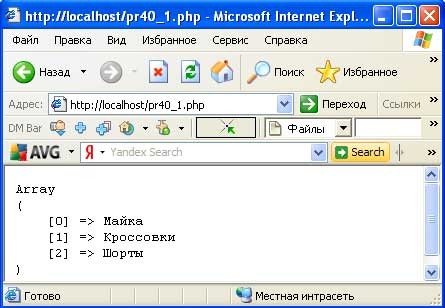 http://localhost/pr40_1.php - Microsoft Internet Expl...
Файл Правка Вид Избранное Сервис Справка »
Назад Поиск Избранное »
Адрес: http://localhost/pr40_1.php Переход Ссылки »
DM Bar Файлы
AVG Я Yandex Search Search »
Array
(
[0] => Майка
[1] => Кроссовки
[2] => Шорты
)
Готово Местная интрасеть